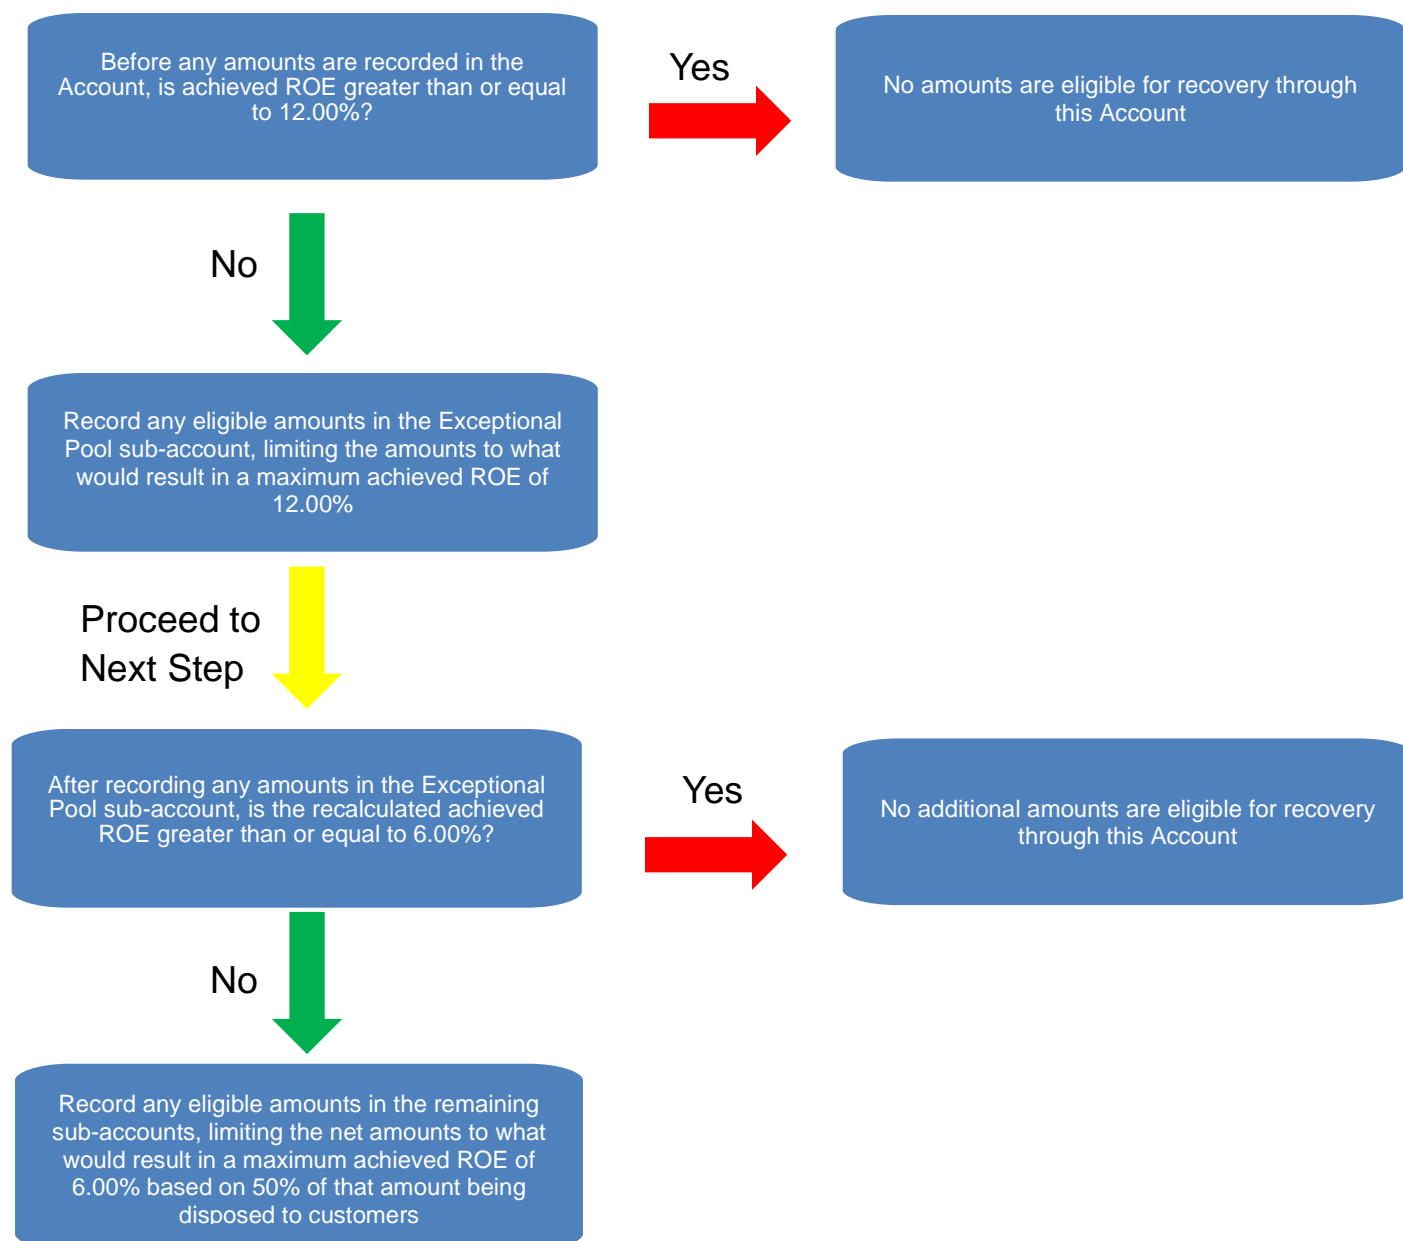 Before any amounts are recorded in the
Account, is achieved ROE greater than or equal
to 12.00%?
Yes
No amounts are eligible for recovery through
this Account
No
Record any eligible amounts in the Exceptional
Pool sub-account, limiting the amounts to what
would result in a maximum achieved ROE of
12.00%
Proceed to
Next Step
After recording any amounts in the Exceptional
Pool sub-account, is the recalculated achieved
ROE greater than or equal to 6.00%?
Yes
No additional amounts are eligible for recovery
through this Account
No
Record any eligible amounts in the remaining
sub-accounts, limiting the net amounts to what
would result in a maximum achieved ROE of
6.00% based on 50% of that amount being
disposed to customers